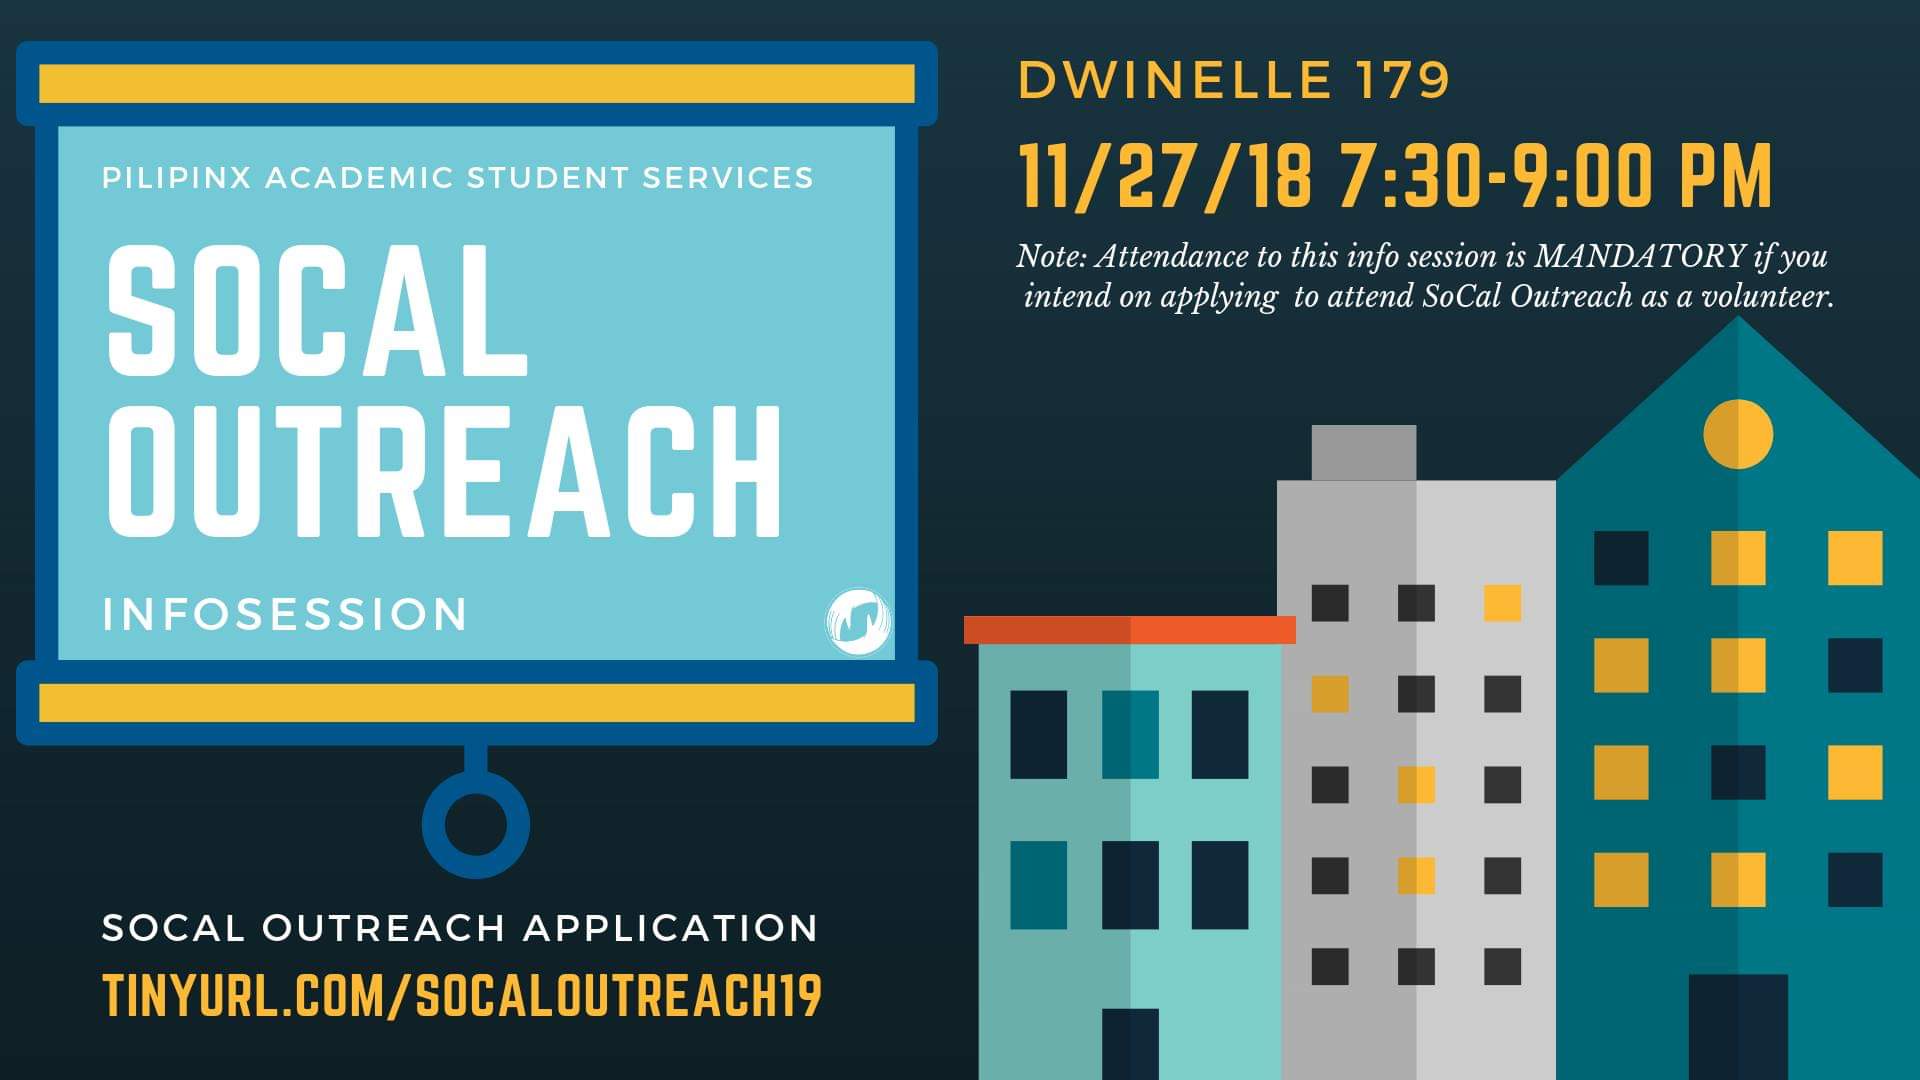 PILIPINX ACADEMIC STUDENT SERVICES
SOCAL
OUTREACH
INFOSESSION
DWINELLE 179
11/27/18 7:30-9:00 PM
Note: Attendance to this info session is MANDATORY if you
intend on applying to attend SoCal Outreach as a volunteer.
SOCAL OUTREACH APPLICATION
TINYURL.COM/SOCALOUTREACH19